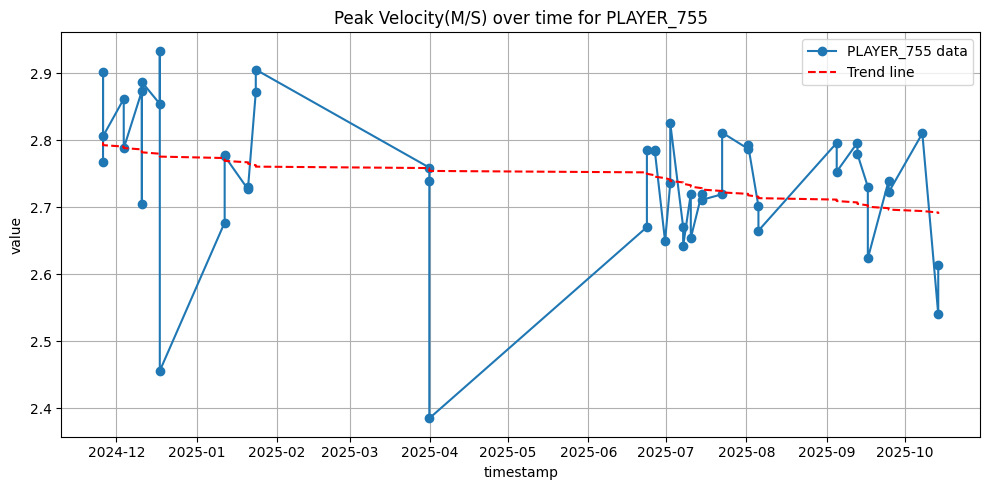 Peak Velocity(M/S) over time for PLAYER_755
PLAYER_755 data
Trend line
value
2.9
2.8
2.7
2.6
2.5
2.4
2024-12 2025-01 2025-02 2025-03 2025-04 2025-05 2025-06 2025-07 2025-08 2025-09 2025-10
timestamp